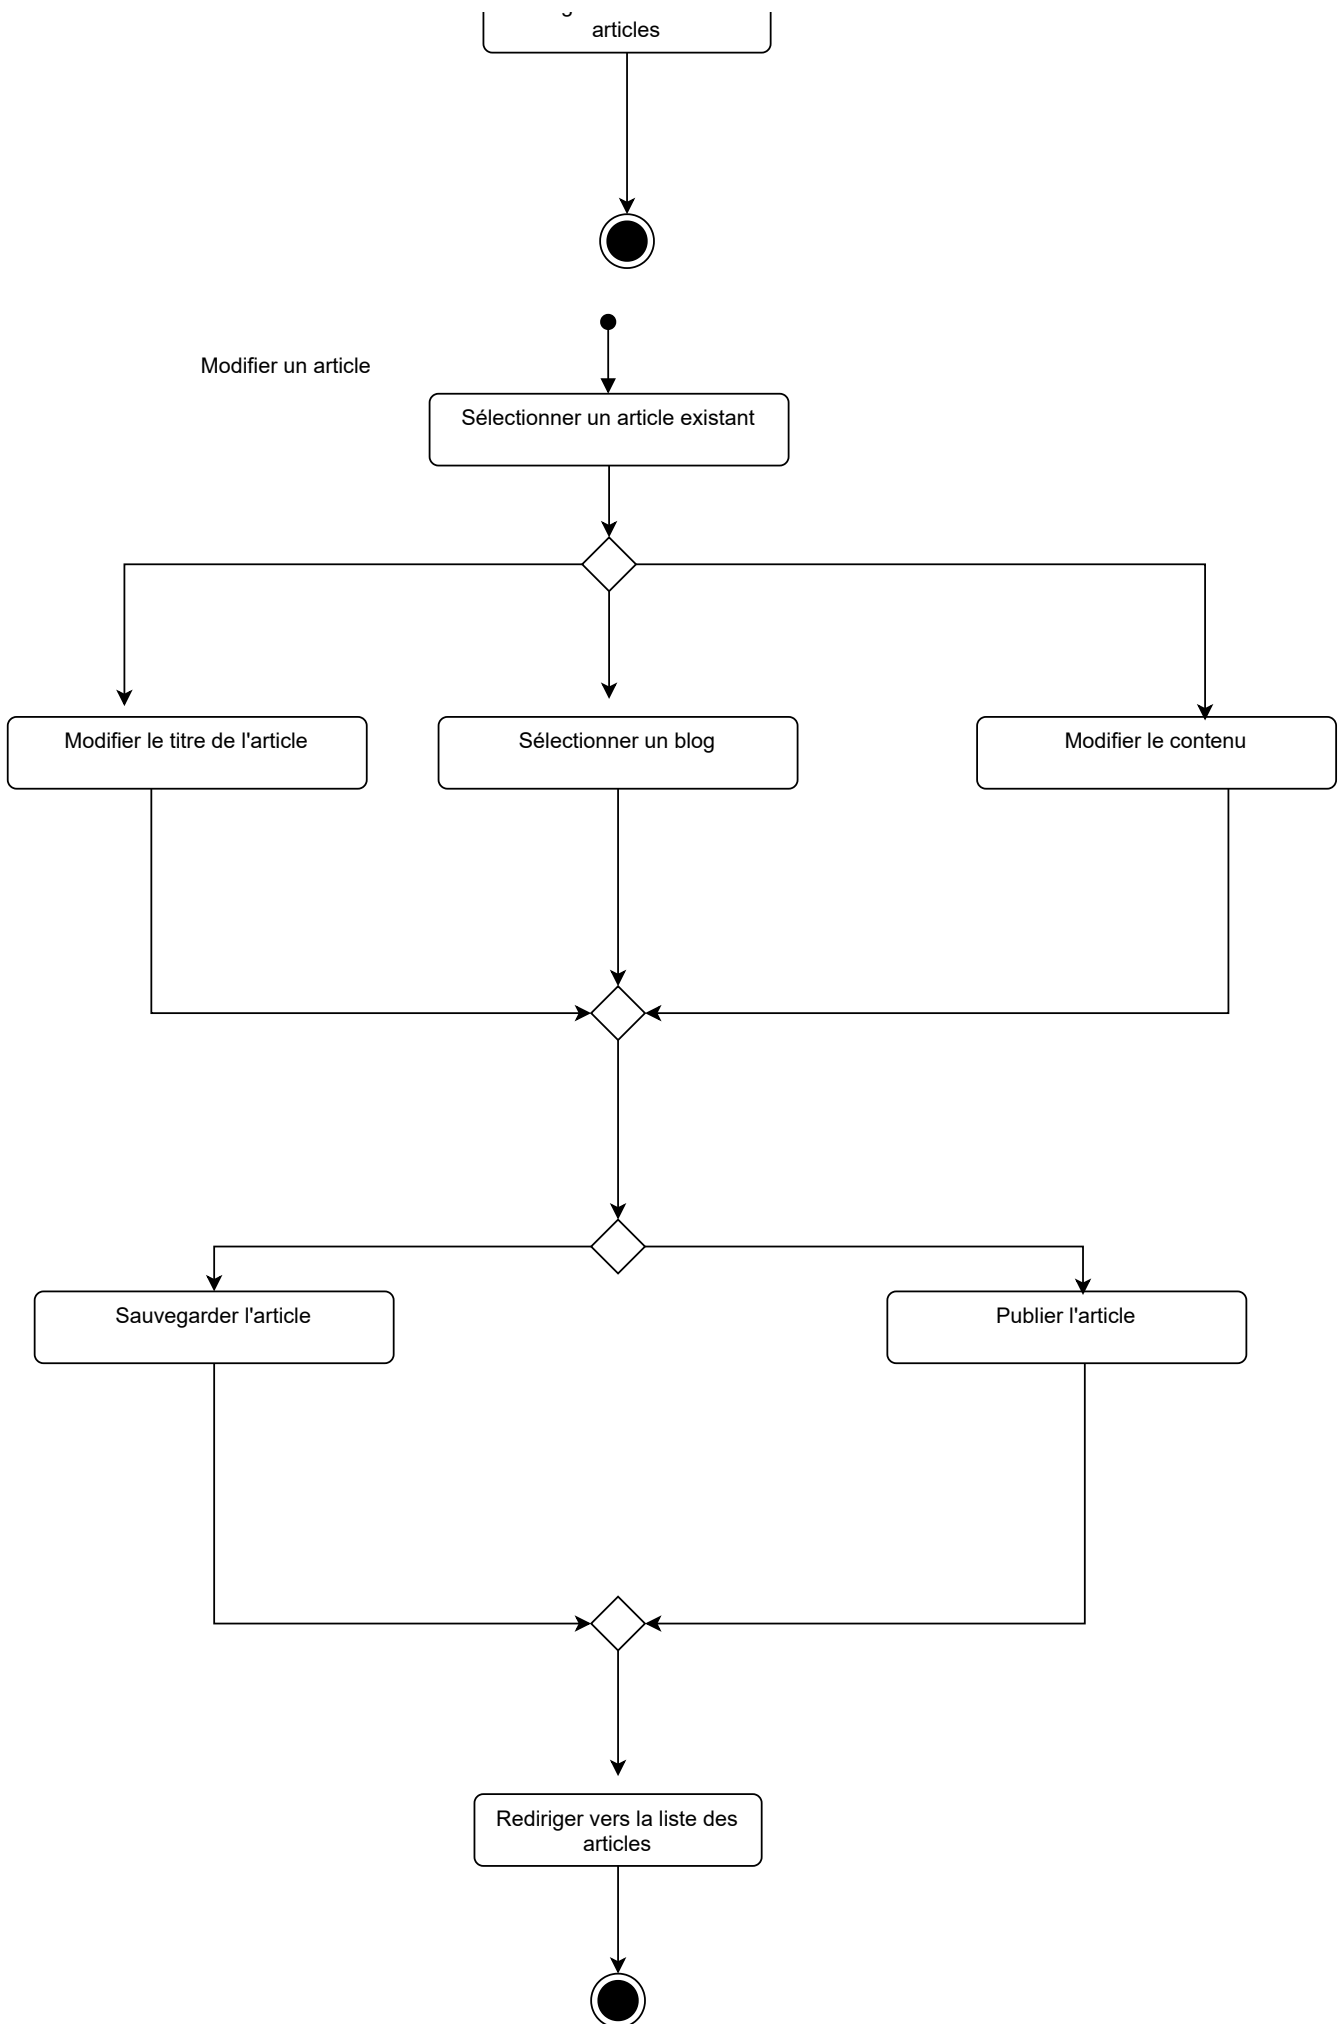 articles
Modifier un article
Sélectionner un article existant
Modifier le titre de l'article
Sélectionner un blog
Modifier le contenu
Sauvegarder l'article
Publier l'article
Rediriger vers la liste des
articles